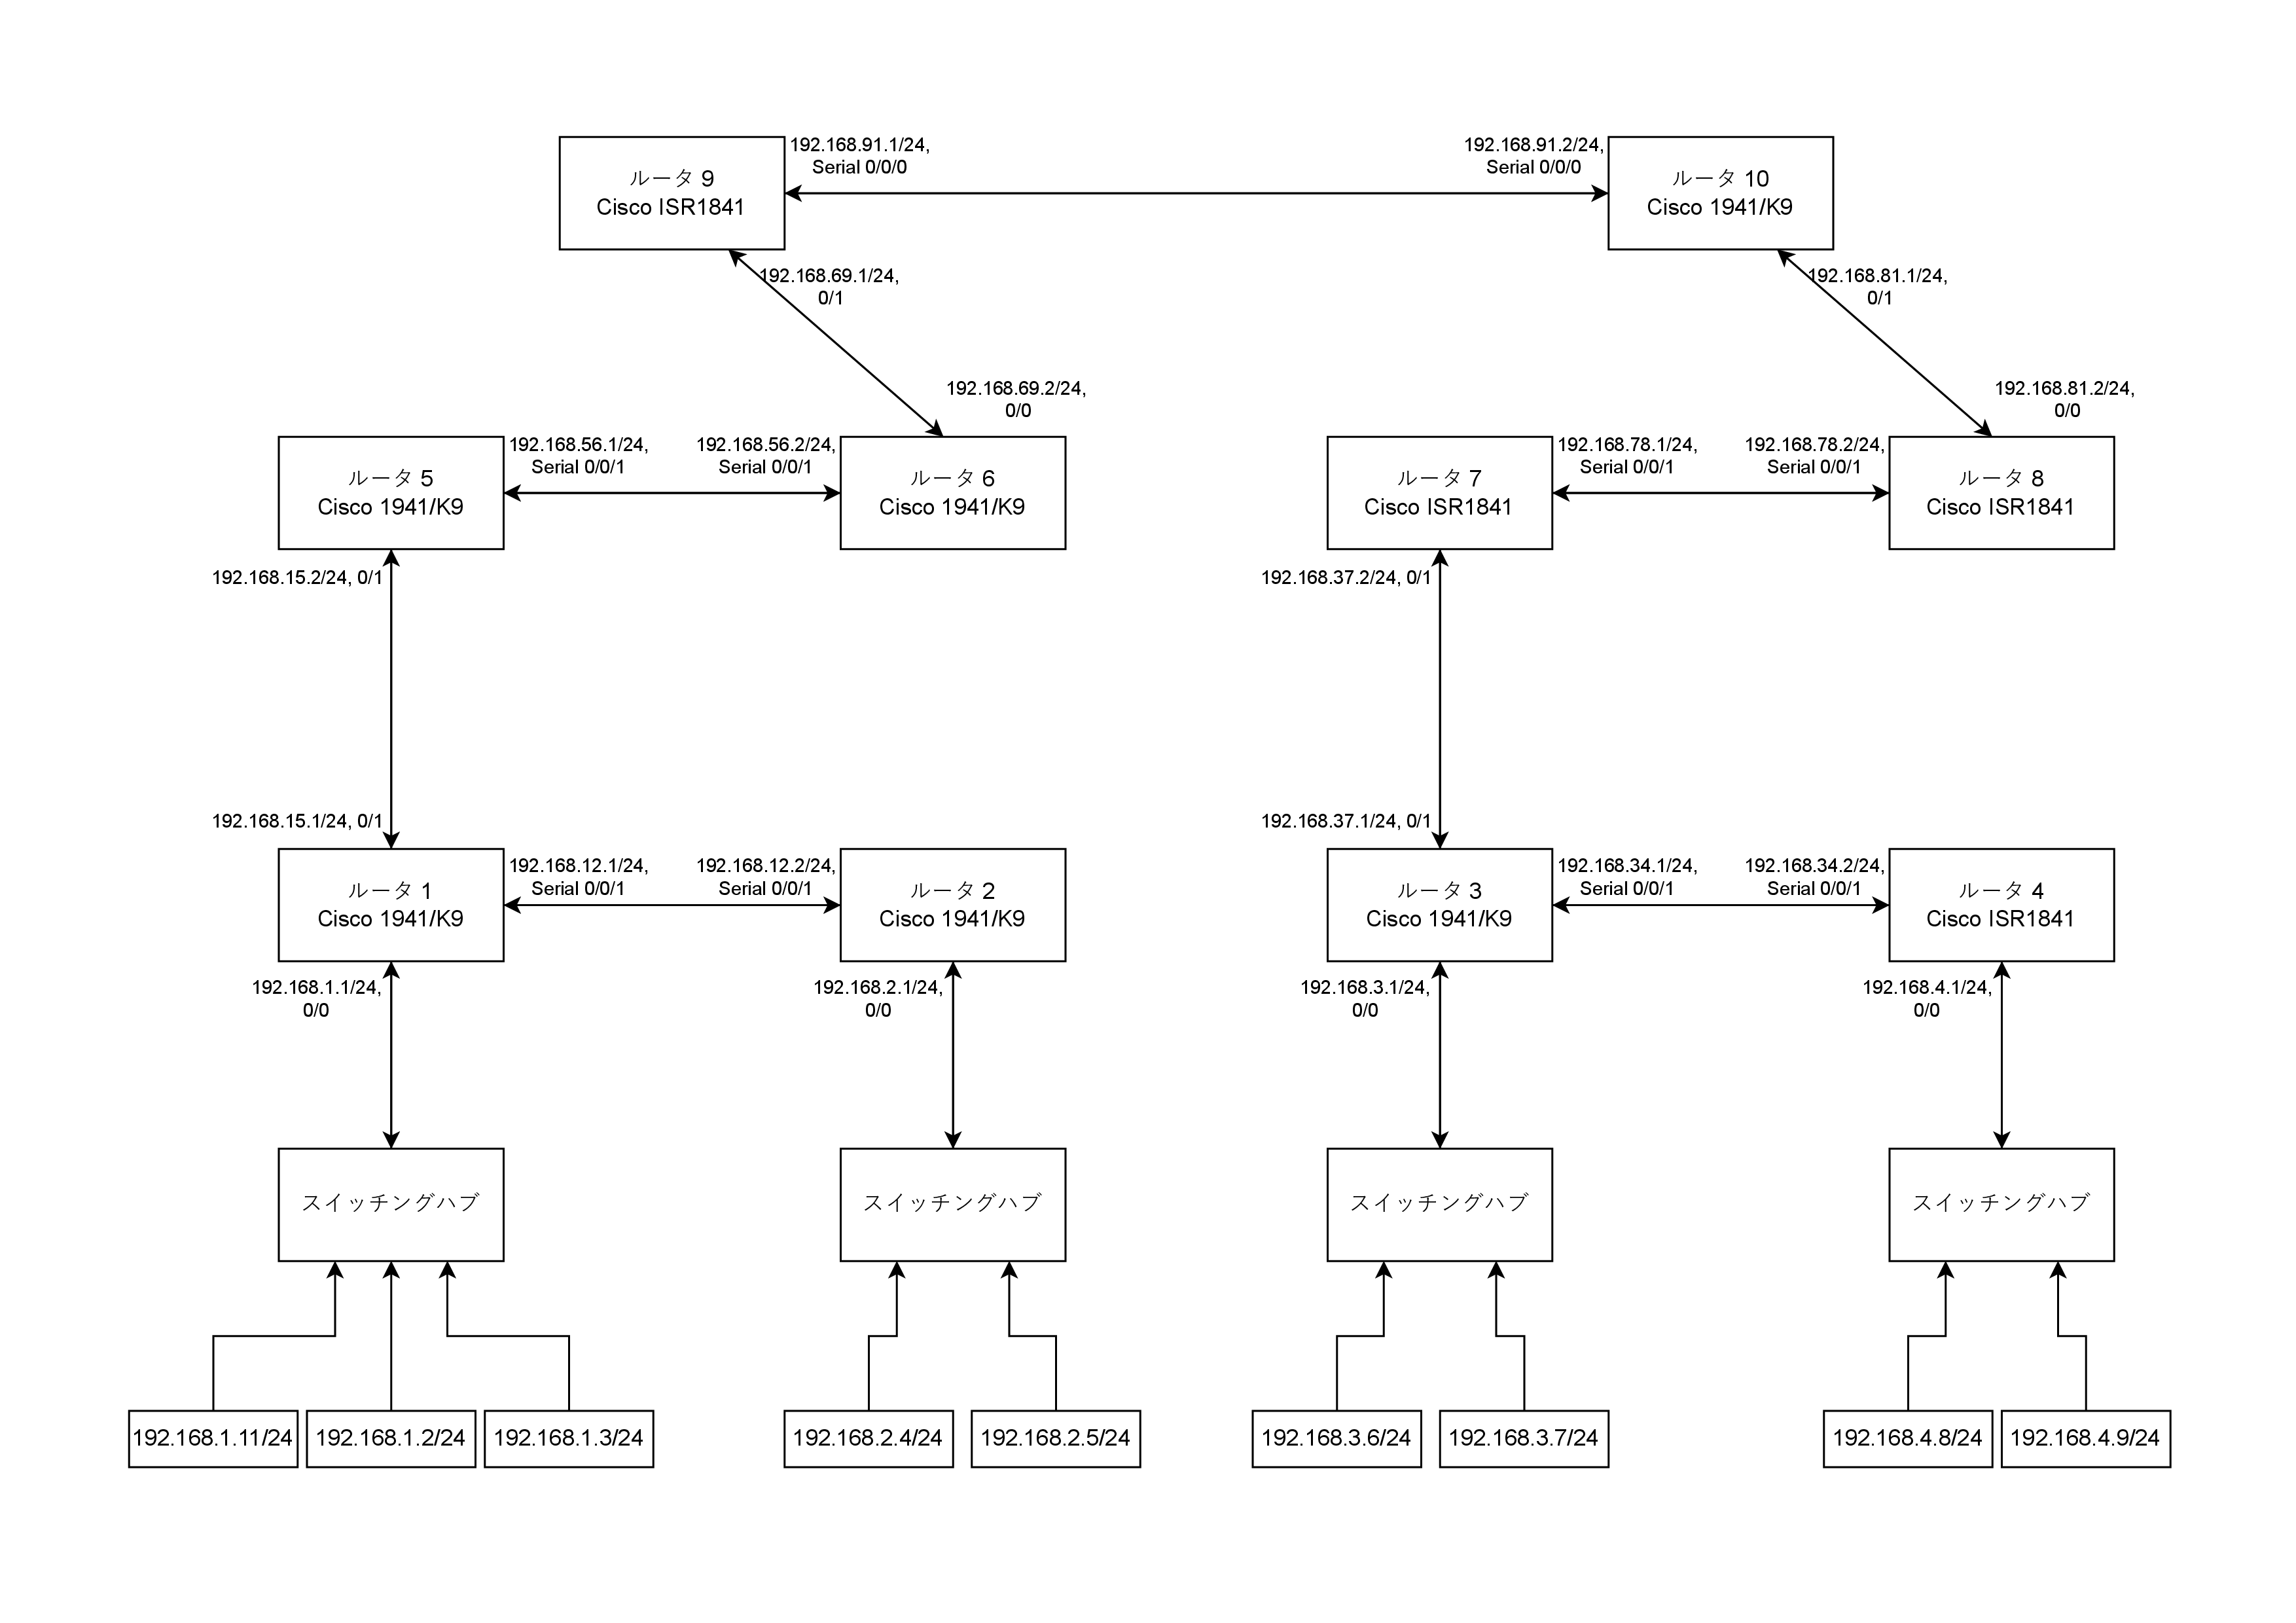 192.168.91.1/24,
Serial 0/0/0
192.168.91.2/24,
Serial 0/0/0
ルータ 9
Cisco ISR1841
ルータ 10
Cisco 1941/K9
192.168.69.1/24,
0/1
192.168.81.1/24,
0/1
192.168.69.2/24,
0/0
192.168.81.2/24,
0/0
ルータ 5
Cisco 1941/K9
192.168.56.1/24,
Serial 0/0/1
192.168.56.2/24,
Serial 0/0/1
ルータ 6
Cisco 1941/K9
ルータ 7
Cisco ISR1841
192.168.78.1/24,
Serial 0/0/1
192.168.78.2/24,
Serial 0/0/1
ルータ 8
Cisco ISR1841
192.168.15.2/24, 0/1
192.168.37.2/24, 0/1
192.168.15.1/24, 0/1
192.168.37.1/24, 0/1
ルータ 1
Cisco 1941/K9
192.168.12.1/24,
Serial 0/0/1
192.168.12.2/24,
Serial 0/0/1
ルータ 2
Cisco 1941/K9
ルータ 3
Cisco 1941/K9
192.168.34.1/24,
Serial 0/0/1
192.168.34.2/24,
Serial 0/0/1
ルータ 4
Cisco ISR1841
192.168.1.1/24,
0/0
192.168.2.1/24,
0/0
192.168.3.1/24,
0/0
192.168.4.1/24,
0/0
スイッチングハブ
スイッチングハブ
スイッチングハブ
スイッチングハブ
192.168.1.11/24
192.168.1.2/24
192.168.1.3/24
192.168.2.4/24
192.168.2.5/24
192.168.3.6/24
192.168.3.7/24
192.168.4.8/24
192.168.4.9/24